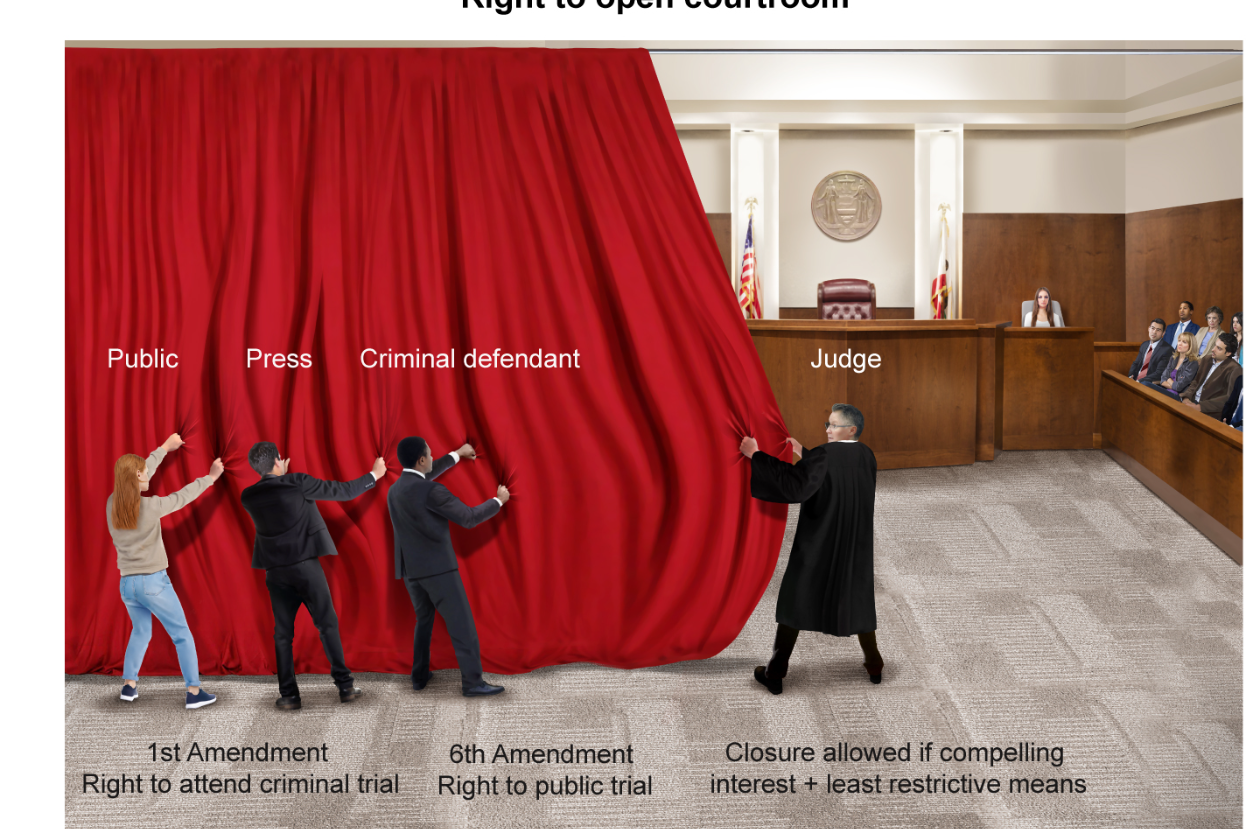 Right to open courtroom
Public
Press
Criminal defendant
Judge
1st Amendment
Right to attend criminal trial
6th Amendment
Right to public trial
Closure allowed if compelling
interest + least restrictive means